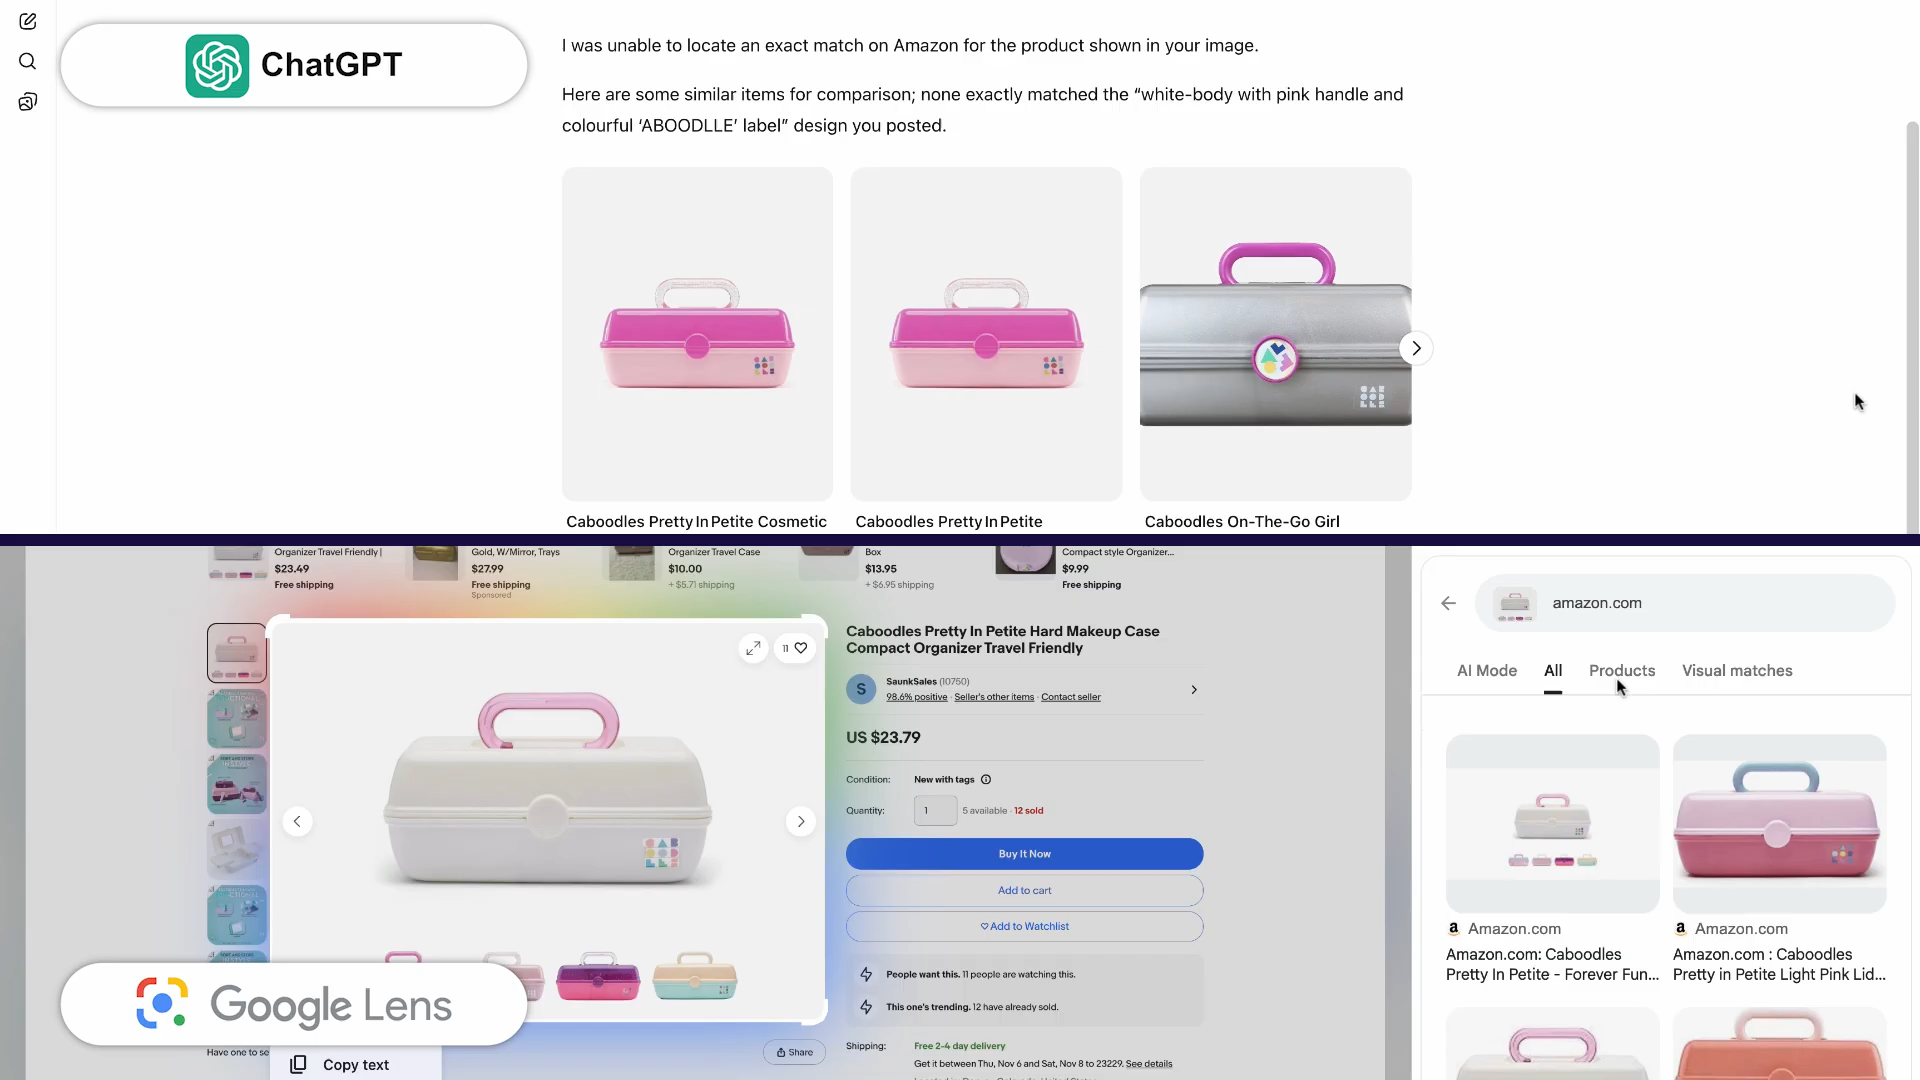 ChatGPT
I was unable to locate an exact match on Amazon for the product shown in your image.
Here are some similar items for comparison; none exactly matched the “white-body with pink handle and
colourful ‘ABOODLLE’ label” design you posted.
Caboodles Pretty In Petite Cosmetic
Caboodles Pretty In Petite
Caboodles On-The-Go Girl
Organizer Travel Friendly |
$23.49
Free shipping
Gold, W/Mirror, Trays
$27.99
Free shipping
Sponsored
Organizer Travel Case
$10.00
+ $5.71 shipping
Box
$13.95
+ $6.95 shipping
Compact style Organizer...
$9.99
Free shipping
11
Caboodles Pretty In Petite Hard Makeup Case
Compact Organizer Travel Friendly
S
SaunkSales (10750)
98.6% positive · Seller's other items · Contact seller
US $23.79
Condition:
New with tags
Quantity:
1
5 available · 12 sold
Buy It Now
Add to cart
Add to Watchlist
People want this. 11 people are watching this.
This one's trending. 12 have already sold.
Shipping:
Free 2-4 day delivery
Get it between Thu, Nov 6 and Sat, Nov 8 to 23229. See details
Google Lens
Have one to se
Copy text
Share
amazon.com
AI Mode
All
Products
Visual matches
Amazon.com
Amazon.com: Caboodles
Pretty In Petite - Forever Fun...
Amazon.com
Amazon.com : Caboodles
Pretty in Petite Light Pink Lid...